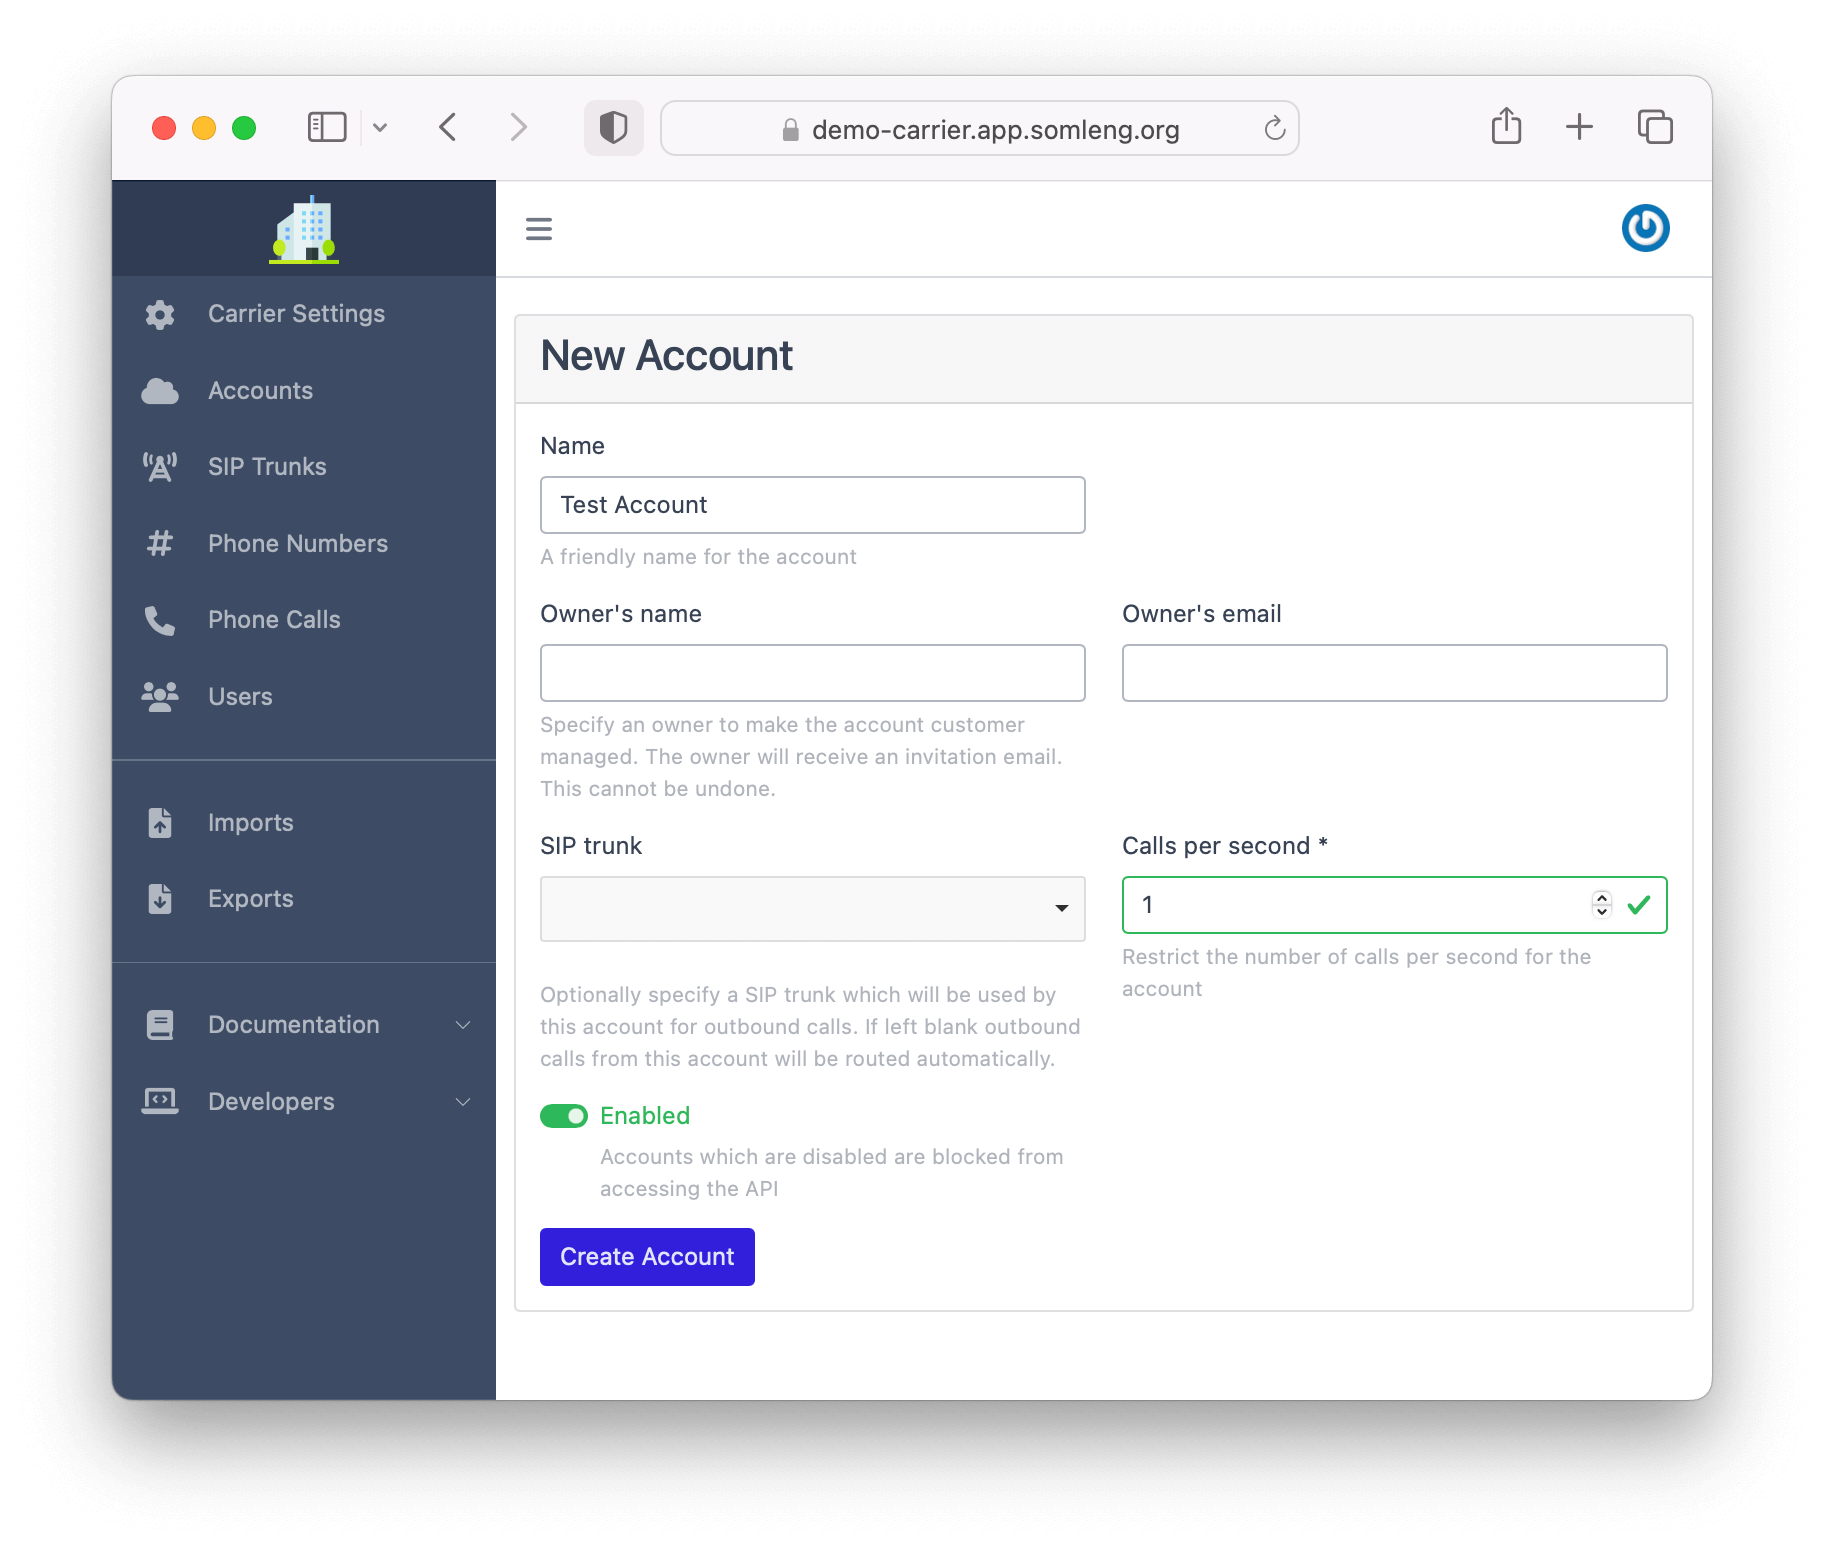 demo-carrier.app.somleng.org
Carrier Settings
Accounts
SIP Trunks
Phone Numbers
Phone Calls
Users
Imports
Exports
Documentation
Developers
New Account
Name
Test Account
A friendly name for the account
Owner's name
Owner's email
Specify an owner to make the account customer
managed. The owner will receive an invitation email.
This cannot be undone.
SIP trunk
Calls per second *
1
Restrict the number of calls per second for the
account
Optionally specify a SIP trunk which will be used by
this account for outbound calls. If left blank outbound
calls from this account will be routed automatically.
Enabled
Accounts which are disabled are blocked from
accessing the API
Create Account